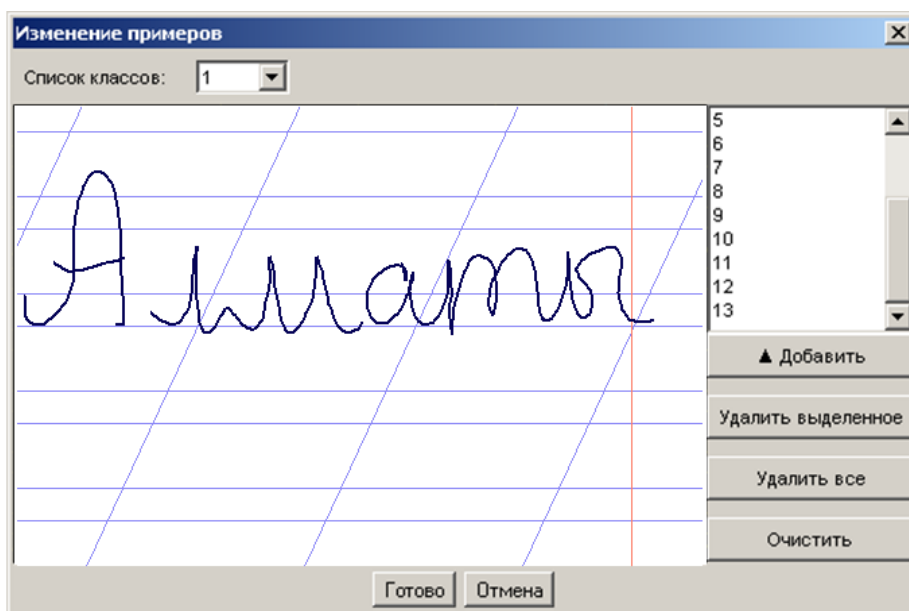 Изменение примеров
Список классов: 1
Алматы
5
6
7
8
9
10
11
12
13
▲ Добавить
Удалить выделенное
Удалить все
Очистить
Готово Отмена